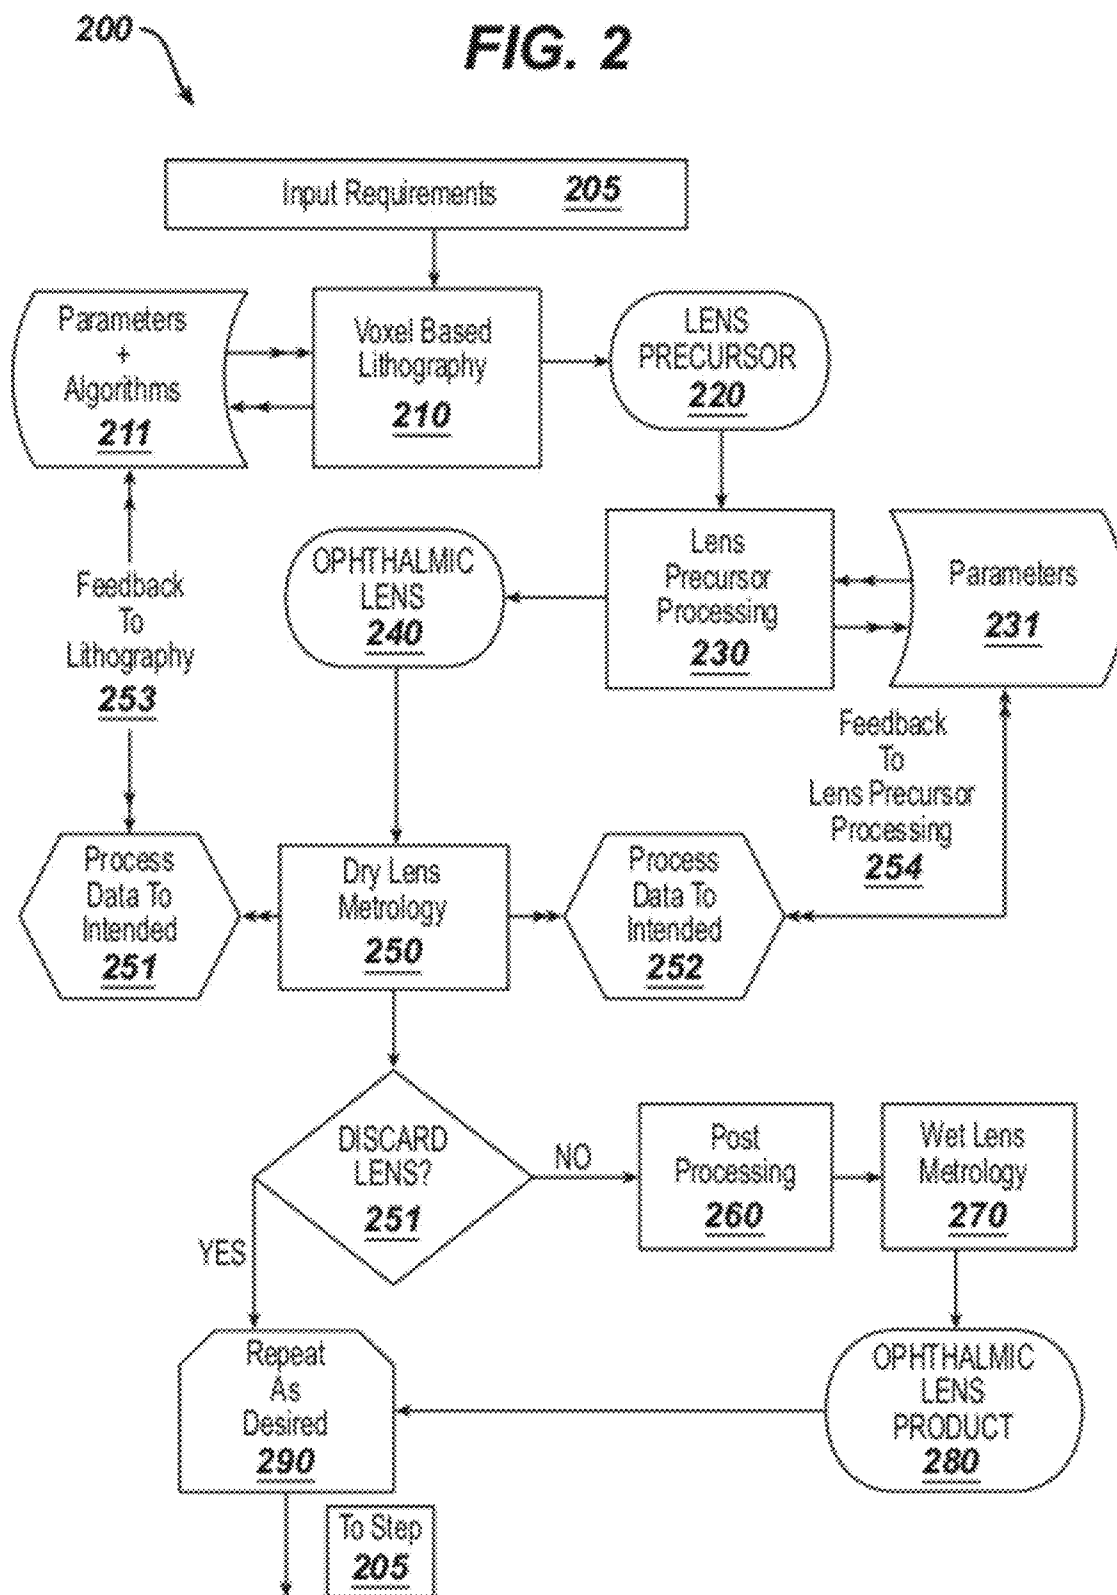 200
FIG. 2
Input Requirements 205
Parameters
+
Algorithms
211
Voxel Based
Lithography
210
LENS
PRECURSOR
220
Lens
Precursor
Processing
230
Parameters
231
OPHTHALMIC
LENS
240
Feedback
To
Lithography
253
Feedback
To
Lens Precursor
Processing
254
Process
Data To
Intended
251
Dry Lens
Metrology
250
Process
Data To
Intended
252
DISCARD
LENS?
251
NO
YES
Post
Processing
260
Wet Lens
Metrology
270
OPHTHALMIC
LENS
PRODUCT
280
Repeat
As
Desired
290
To Step
205